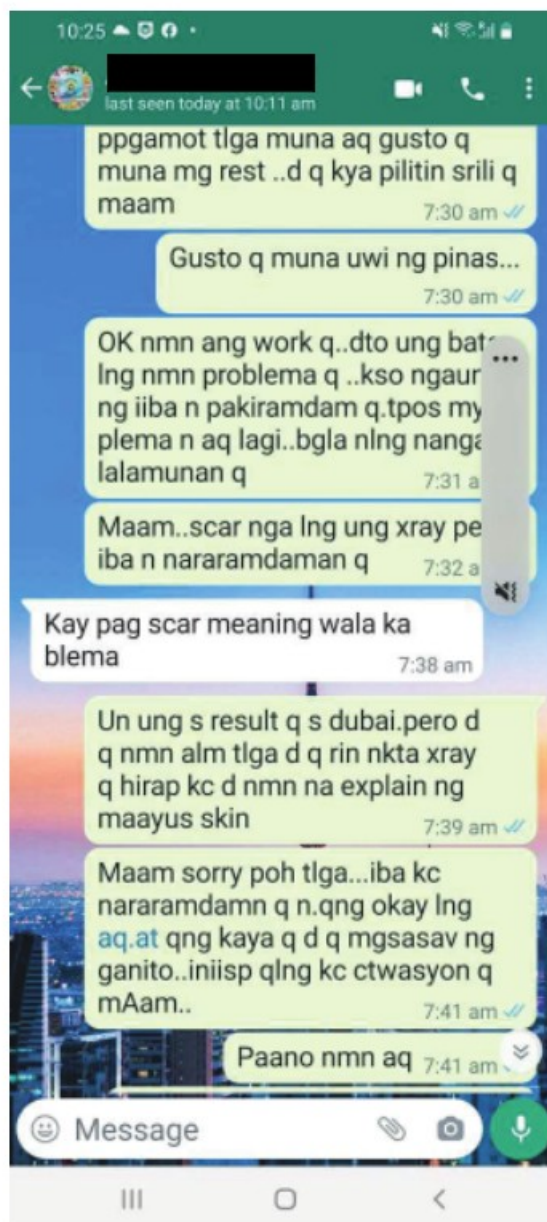 10:25
last seen today at 10:11 am
ppgamot tlga muna aq gusto q
muna mg rest ..d q kya pilitin srili q
maam
7:30 am
Gusto q muna uwi ng pinas...
7:30 am
OK nmn ang work q..dto ung
lng nmn problema q ..kso
ng iiba n pakiramdam q.tpos my
plema n aq lagi..bgla nlng
lalamunan q
7:31 a
Maam..scar nga lng ung xray
iba n nararamdaman q
7:32 a
Kay pag scar meaning wala ka
blema
7:38 am
Un ung s result q s dubai.pero d
q nmn alm tlga d q rin nkta xray
q hirap kc d nmn na explain ng
maayus skin
7:39 am
Maam sorry poh tlga...iba kc
nararamdamn q n.qng okay lng
aq.at qng kaya q d q mgsasav ng
ganito..iniisp qlng kc ctwasyon q
mAam..
7:41 am
Paano nmn aq
7:41 am
Message